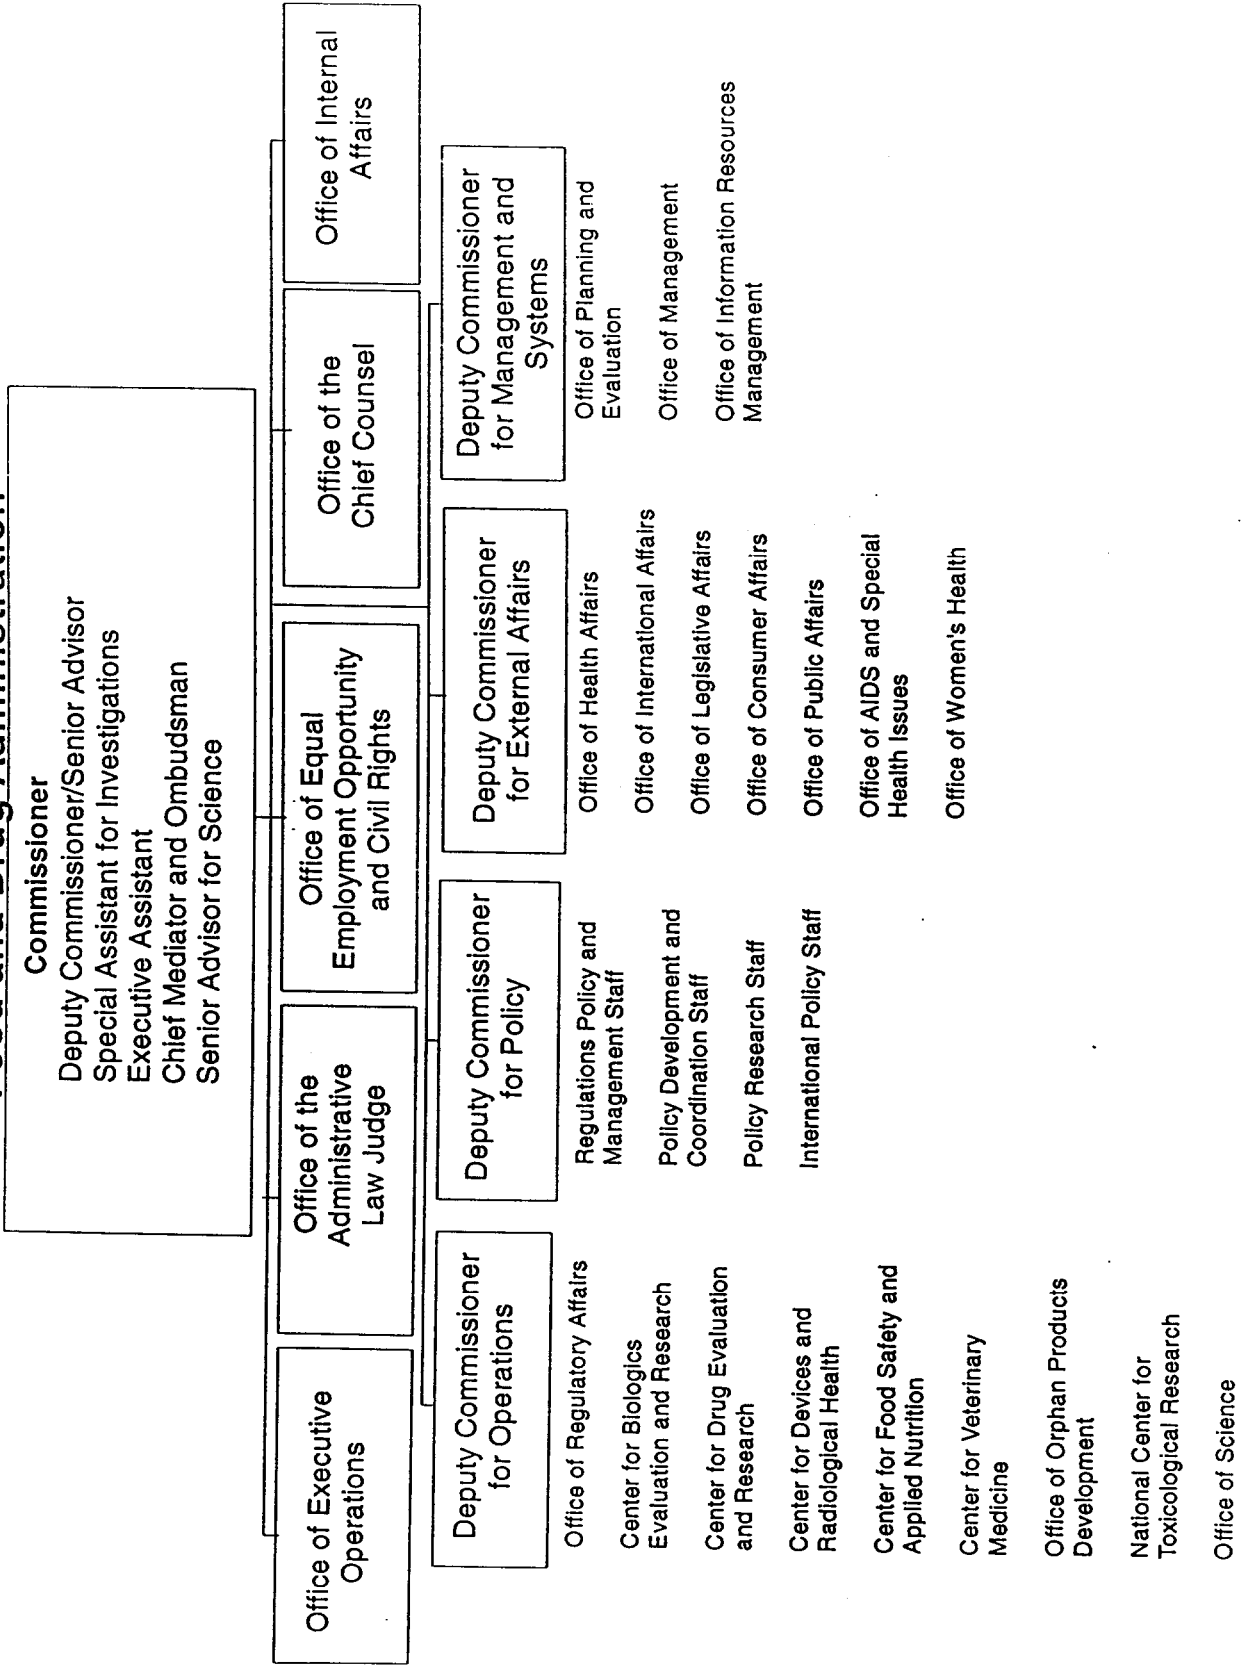 Food and Drug Administration
Commissioner
Deputy Commissioner/Senior Advisor
Special Assistant for Investigations
Executive Assistant
Chief Mediator and Ombudsman
Senior Advisor for Science
Office of Executive
Operations
Office of the
Administrative
Law Judge
Office of Equal
Employment Opportunity
and Civil Rights
Office of the
Chief Counsel
Office of Internal
Affairs
Deputy Commissioner
for Operations
Office of Regulatory Affairs
Center for Biologics
Evaluation and Research
Center for Drug Evaluation
and Research
Center for Devices and
Radiological Health
Center for Food Safety and
Applied Nutrition
Center for Veterinary
Medicine
Office of Orphan Products
Development
National Center for
Toxicological Research
Office of Science
Deputy Commissioner
for Policy
Regulations Policy and
Management Staff
Policy Development and
Coordination Staff
Policy Research Staff
International Policy Staff
Deputy Commissioner
for External Affairs
Office of Health Affairs
Office of International Affairs
Office of Legislative Affairs
Office of Consumer Affairs
Office of Public Affairs
Office of AIDS and Special
Health Issues
Office of Women's Health
Deputy Commissioner
for Management and
Systems
Office of Planning and
Evaluation
Office of Management
Office of Information Resources
Management